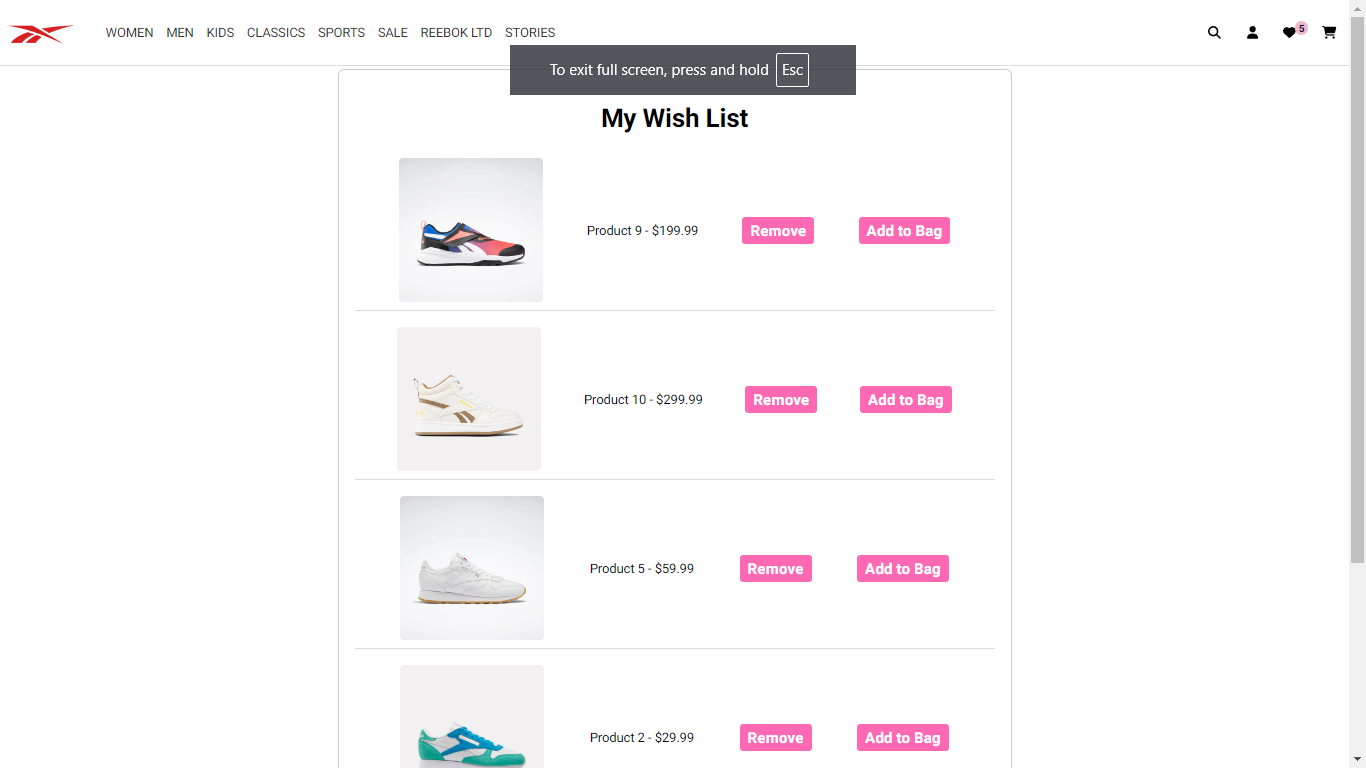 WOMEN MEN KIDS CLASSICS SPORTS SALE REEBOK LTD STORIES 5
To exit full screen, press and hold Esc
My Wish List
Product 9 - $199.99 Remove Add to Bag
Product 10 - $299.99 Remove Add to Bag
Product 5 - $59.99 Remove Add to Bag
Product 2 - $29.99 Remove Add to Bag